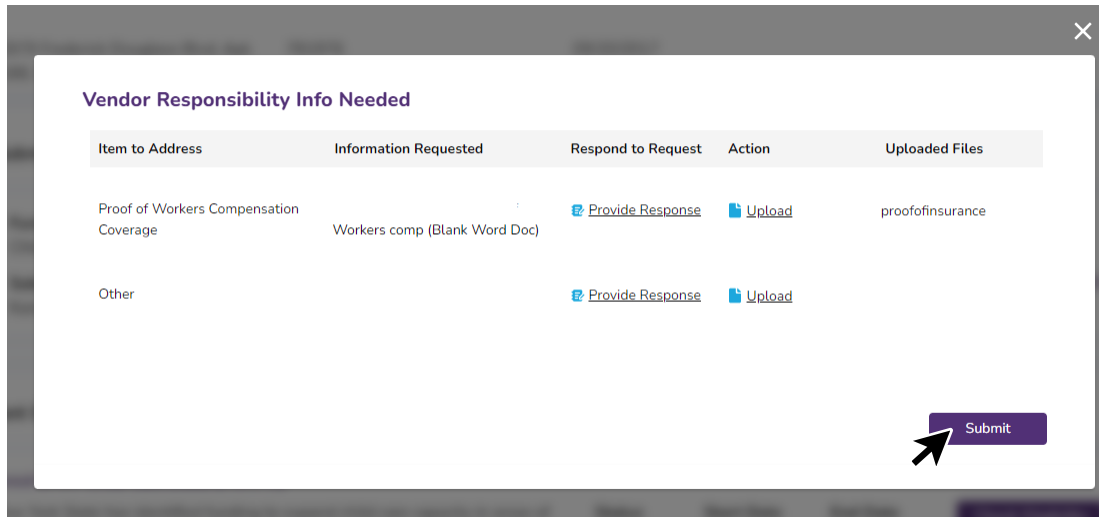 Vendor Responsibility Info Needed
Item to Address Information Requested Respond to Request Action Uploaded Files
Proof of Workers Compensation Provide Response Upload proofofinsurance
Coverage Workers comp (Blank Word Doc)
Other Provide Response Upload
Submit